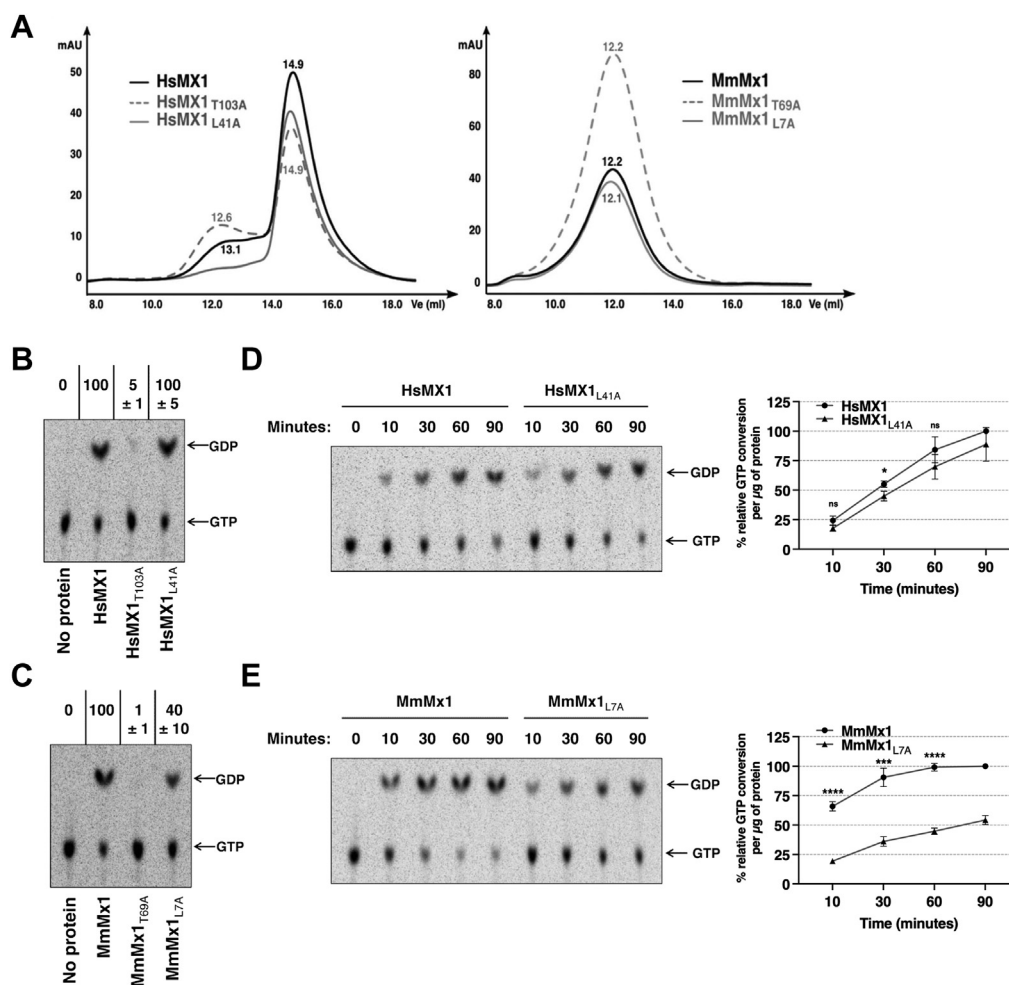 A
mAU
50
40
30
20
10
0
8.0 10.0 12.0 14.0 16.0 18.0 Ve (ml)
HsMX1
HsMX1 T103A
HsMX1 L41A
14.9
14.9
12.6
13.1
mAU
80
60
40
20
0
8.0 10.0 12.0 14.0 16.0 18.0 Ve (ml)
12.2
12.2
12.1
MmMx1
MmMx1 T69A
MmMx1 L7A
B
0 100 5 ± 1 100 ± 5
GDP
GTP
No protein
HsMX1
HsMX1T103A
HsMX1L41A
C
0 100 1 ± 1 40 ± 10
GDP
GTP
No protein
MmMx1
MmMx1T69A
MmMx1L7A
D
HsMX1 HsMX1L41A
Minutes: 0 10 30 60 90 10 30 60 90
GDP
GTP
HsMX1
HsMX1L41A
% relative GTP conversion
per µg of protein
125
100
75
50
25
0
ns * ns
10 30 60 90
Time (minutes)
E
MmMx1 MmMx1L7A
Minutes: 0 10 30 60 90 10 30 60 90
GDP
GTP
MmMx1
MmMx1L7A
% relative GTP conversion
per µg of protein
125
100
75
50
25
0
**** *** ****
10 30 60 90
Time (minutes)